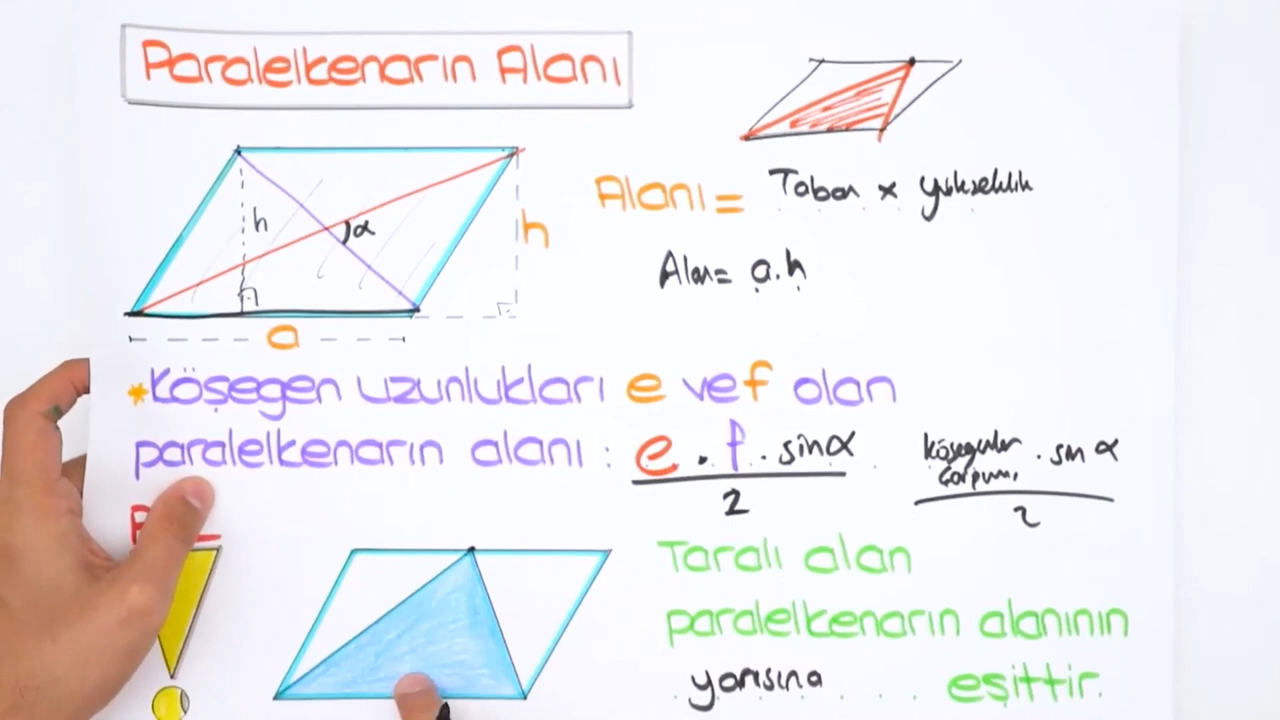 Paralelkenarın Alanı
h
α
h
a
Alanı = Taban x yükseklik
Alan = a.h
*Köşegen uzunlukları e ve f olan
paralelkenarın alanı : e . f . sinα / 2
köşegenler çarpımı . sin α / 2
Taralı alan
paralelkenarın alanının
yarısına eşittir.